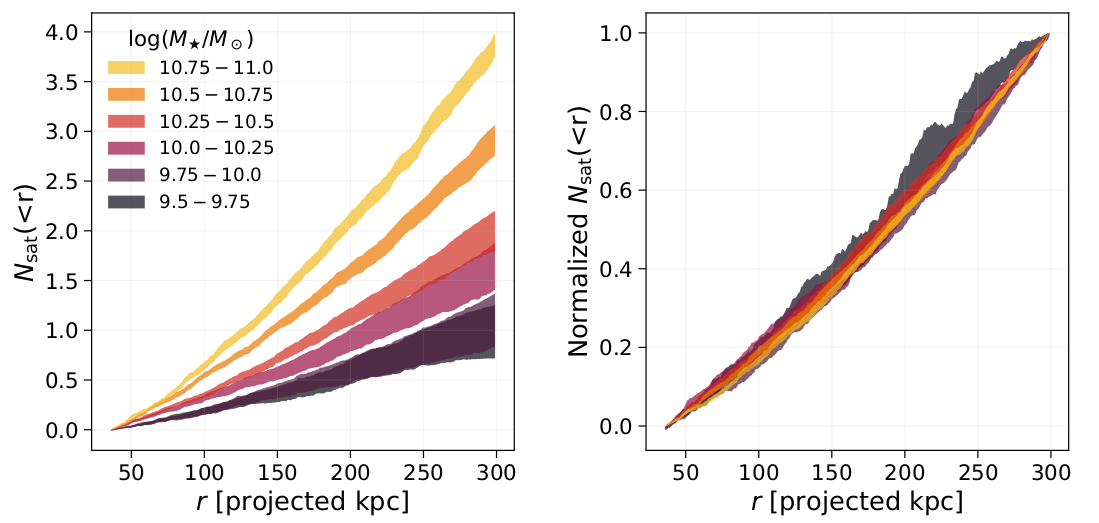 log(M★/M☉)
10.75 − 11.0
10.5 − 10.75
10.25 − 10.5
10.0 − 10.25
9.75 − 10.0
9.5 − 9.75
4.0
3.5
3.0
2.5
2.0
1.5
1.0
0.5
0.0
N_sat(<r)
50 100 150 200 250 300
r [projected kpc]
1.0
0.8
0.6
0.4
0.2
0.0
Normalized N_sat(<r)
50 100 150 200 250 300
r [projected kpc]